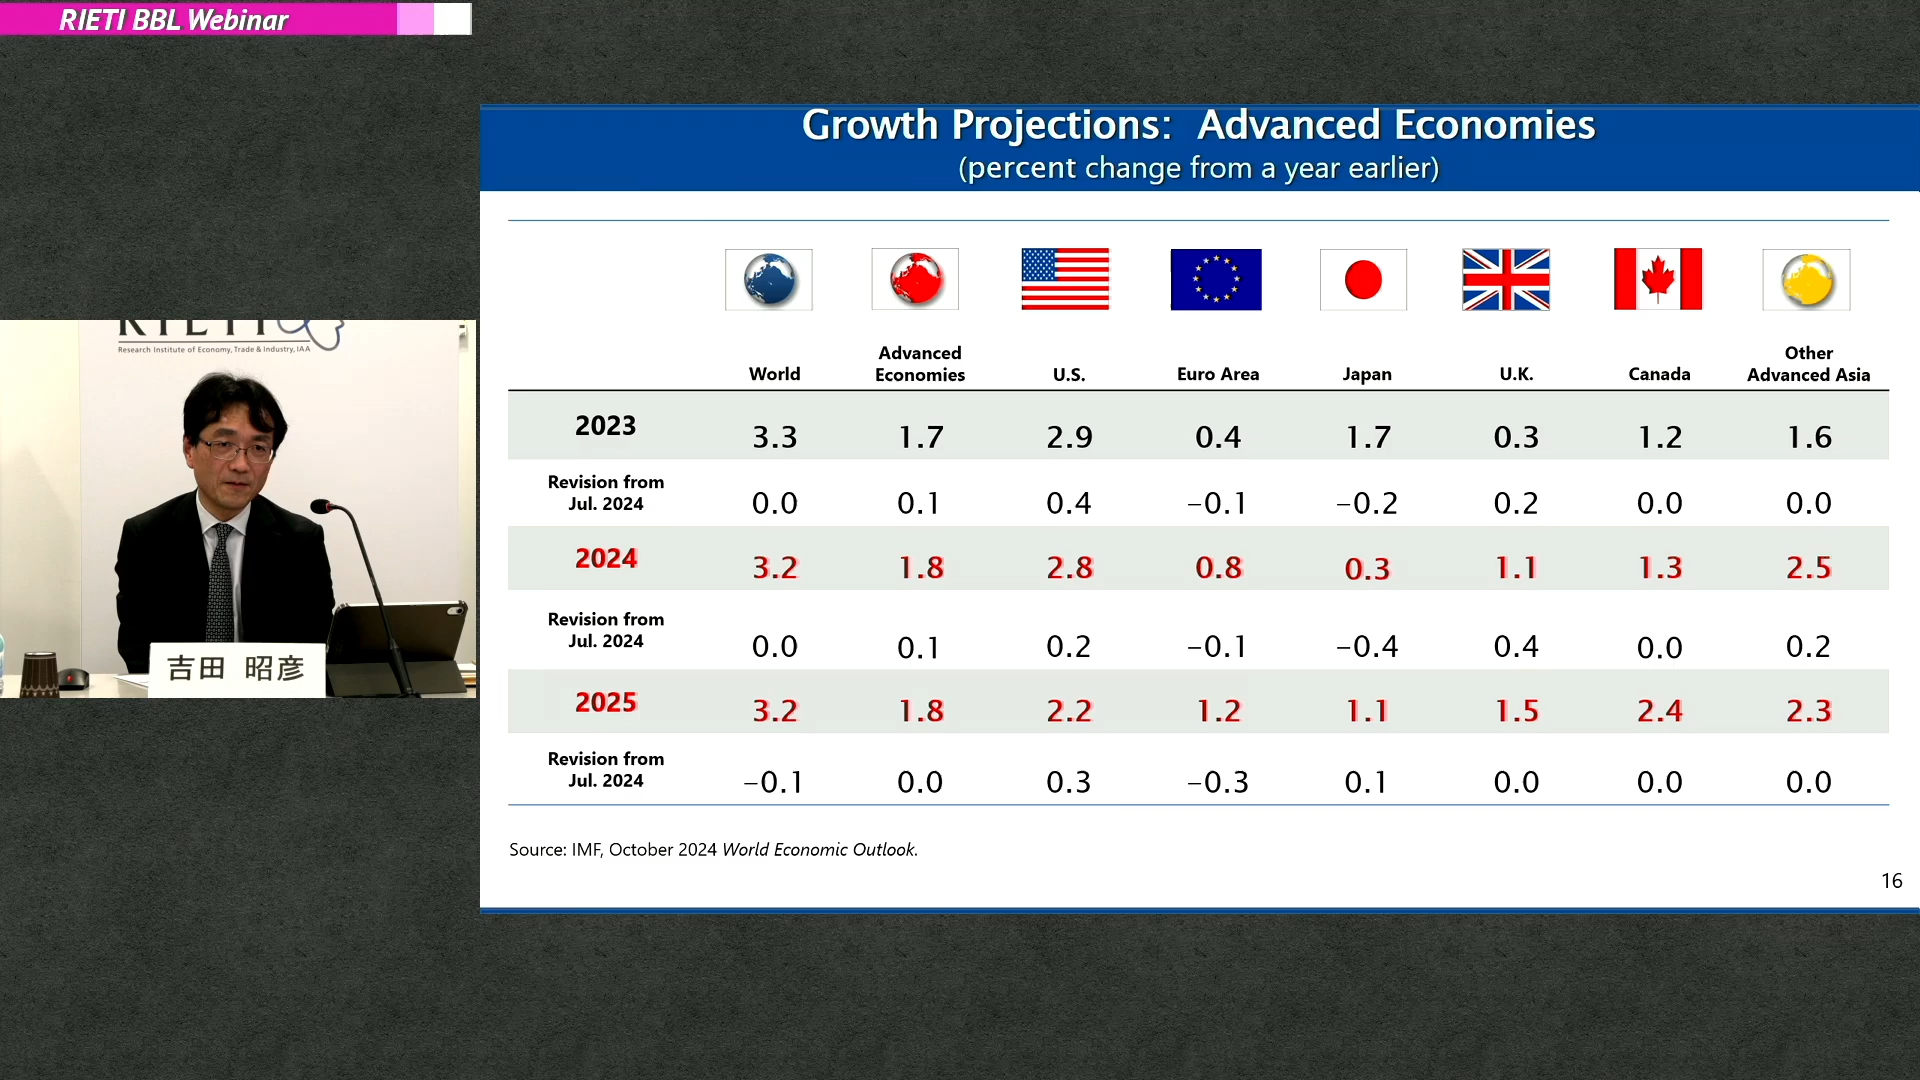 RIETI BBL Webinar
Growth Projections: Advanced Economies
(percent change from a year earlier)
World
Advanced
Economies
U.S.
Euro Area
Japan
U.K.
Canada
Other
Advanced Asia
2023 3.3 1.7 2.9 0.4 1.7 0.3 1.2 1.6
Revision from
Jul. 2024
0.0 0.1 0.4 −0.1 −0.2 0.2 0.0 0.0
2024 3.2 1.8 2.8 0.8 0.3 1.1 1.3 2.5
Revision from
Jul. 2024
0.0 0.1 0.2 −0.1 −0.4 0.4 0.0 0.2
2025 3.2 1.8 2.2 1.2 1.1 1.5 2.4 2.3
Revision from
Jul. 2024
−0.1 0.0 0.3 −0.3 0.1 0.0 0.0 0.0
Source: IMF, October 2024 World Economic Outlook.
16
RIETI
Research Institute of Economy, Trade & Industry, IAA
吉田 昭彦